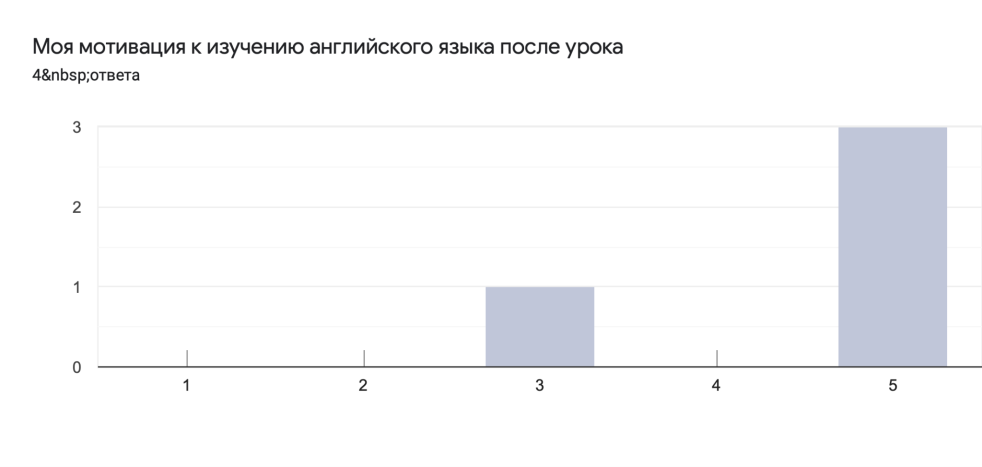 Моя мотивация к изучению английского языка после урока
4&nbsp;ответа
3
2
1
0
1 2 3 4 5